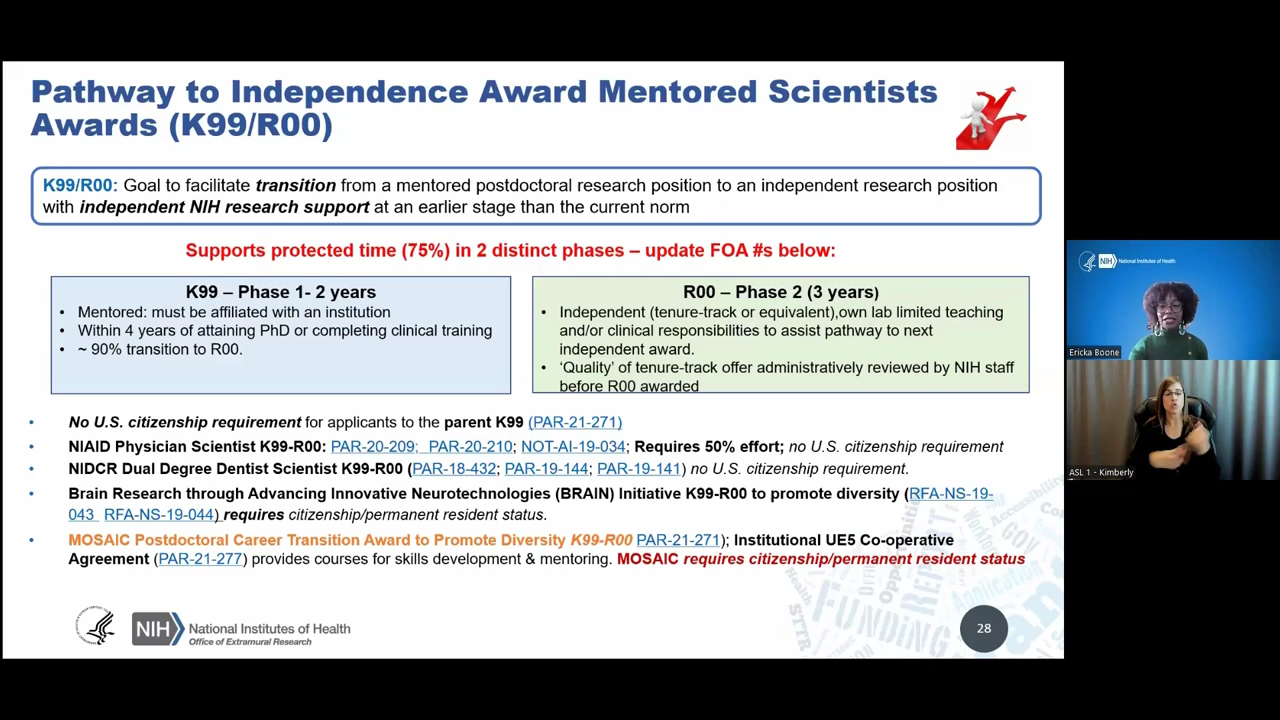 Pathway to Independence Award Mentored Scientists
Awards (K99/R00)
K99/R00: Goal to facilitate transition from a mentored postdoctoral research position to an independent research position
with independent NIH research support at an earlier stage than the current norm
Supports protected time (75%) in 2 distinct phases – update FOA #s below:
K99 – Phase 1- 2 years
• Mentored: must be affiliated with an institution
• Within 4 years of attaining PhD or completing clinical training
• ~ 90% transition to R00.
R00 – Phase 2 (3 years)
• Independent (tenure-track or equivalent),own lab limited teaching
and/or clinical responsibilities to assist pathway to next
independent award.
• ‘Quality’ of tenure-track offer administratively reviewed by NIH staff
before R00 awarded
• No U.S. citizenship requirement for applicants to the parent K99 (PAR-21-271)
• NIAID Physician Scientist K99-R00: PAR-20-209; PAR-20-210; NOT-AI-19-034; Requires 50% effort; no U.S. citizenship requirement
• NIDCR Dual Degree Dentist Scientist K99-R00 (PAR-18-432; PAR-19-144; PAR-19-141) no U.S. citizenship requirement.
• Brain Research through Advancing Innovative Neurotechnologies (BRAIN) Initiative K99-R00 to promote diversity (RFA-NS-19-
043 RFA-NS-19-044) requires citizenship/permanent resident status.
• MOSAIC Postdoctoral Career Transition Award to Promote Diversity K99-R00 PAR-21-271); Institutional UE5 Co-operative
Agreement (PAR-21-277) provides courses for skills development & mentoring. MOSAIC requires citizenship/permanent resident status
NIH National Institutes of Health
Office of Extramural Research
FUNDING
STTR
28
NIH National Institutes of Health
Ericka Boone
ASL 1 - Kimberly